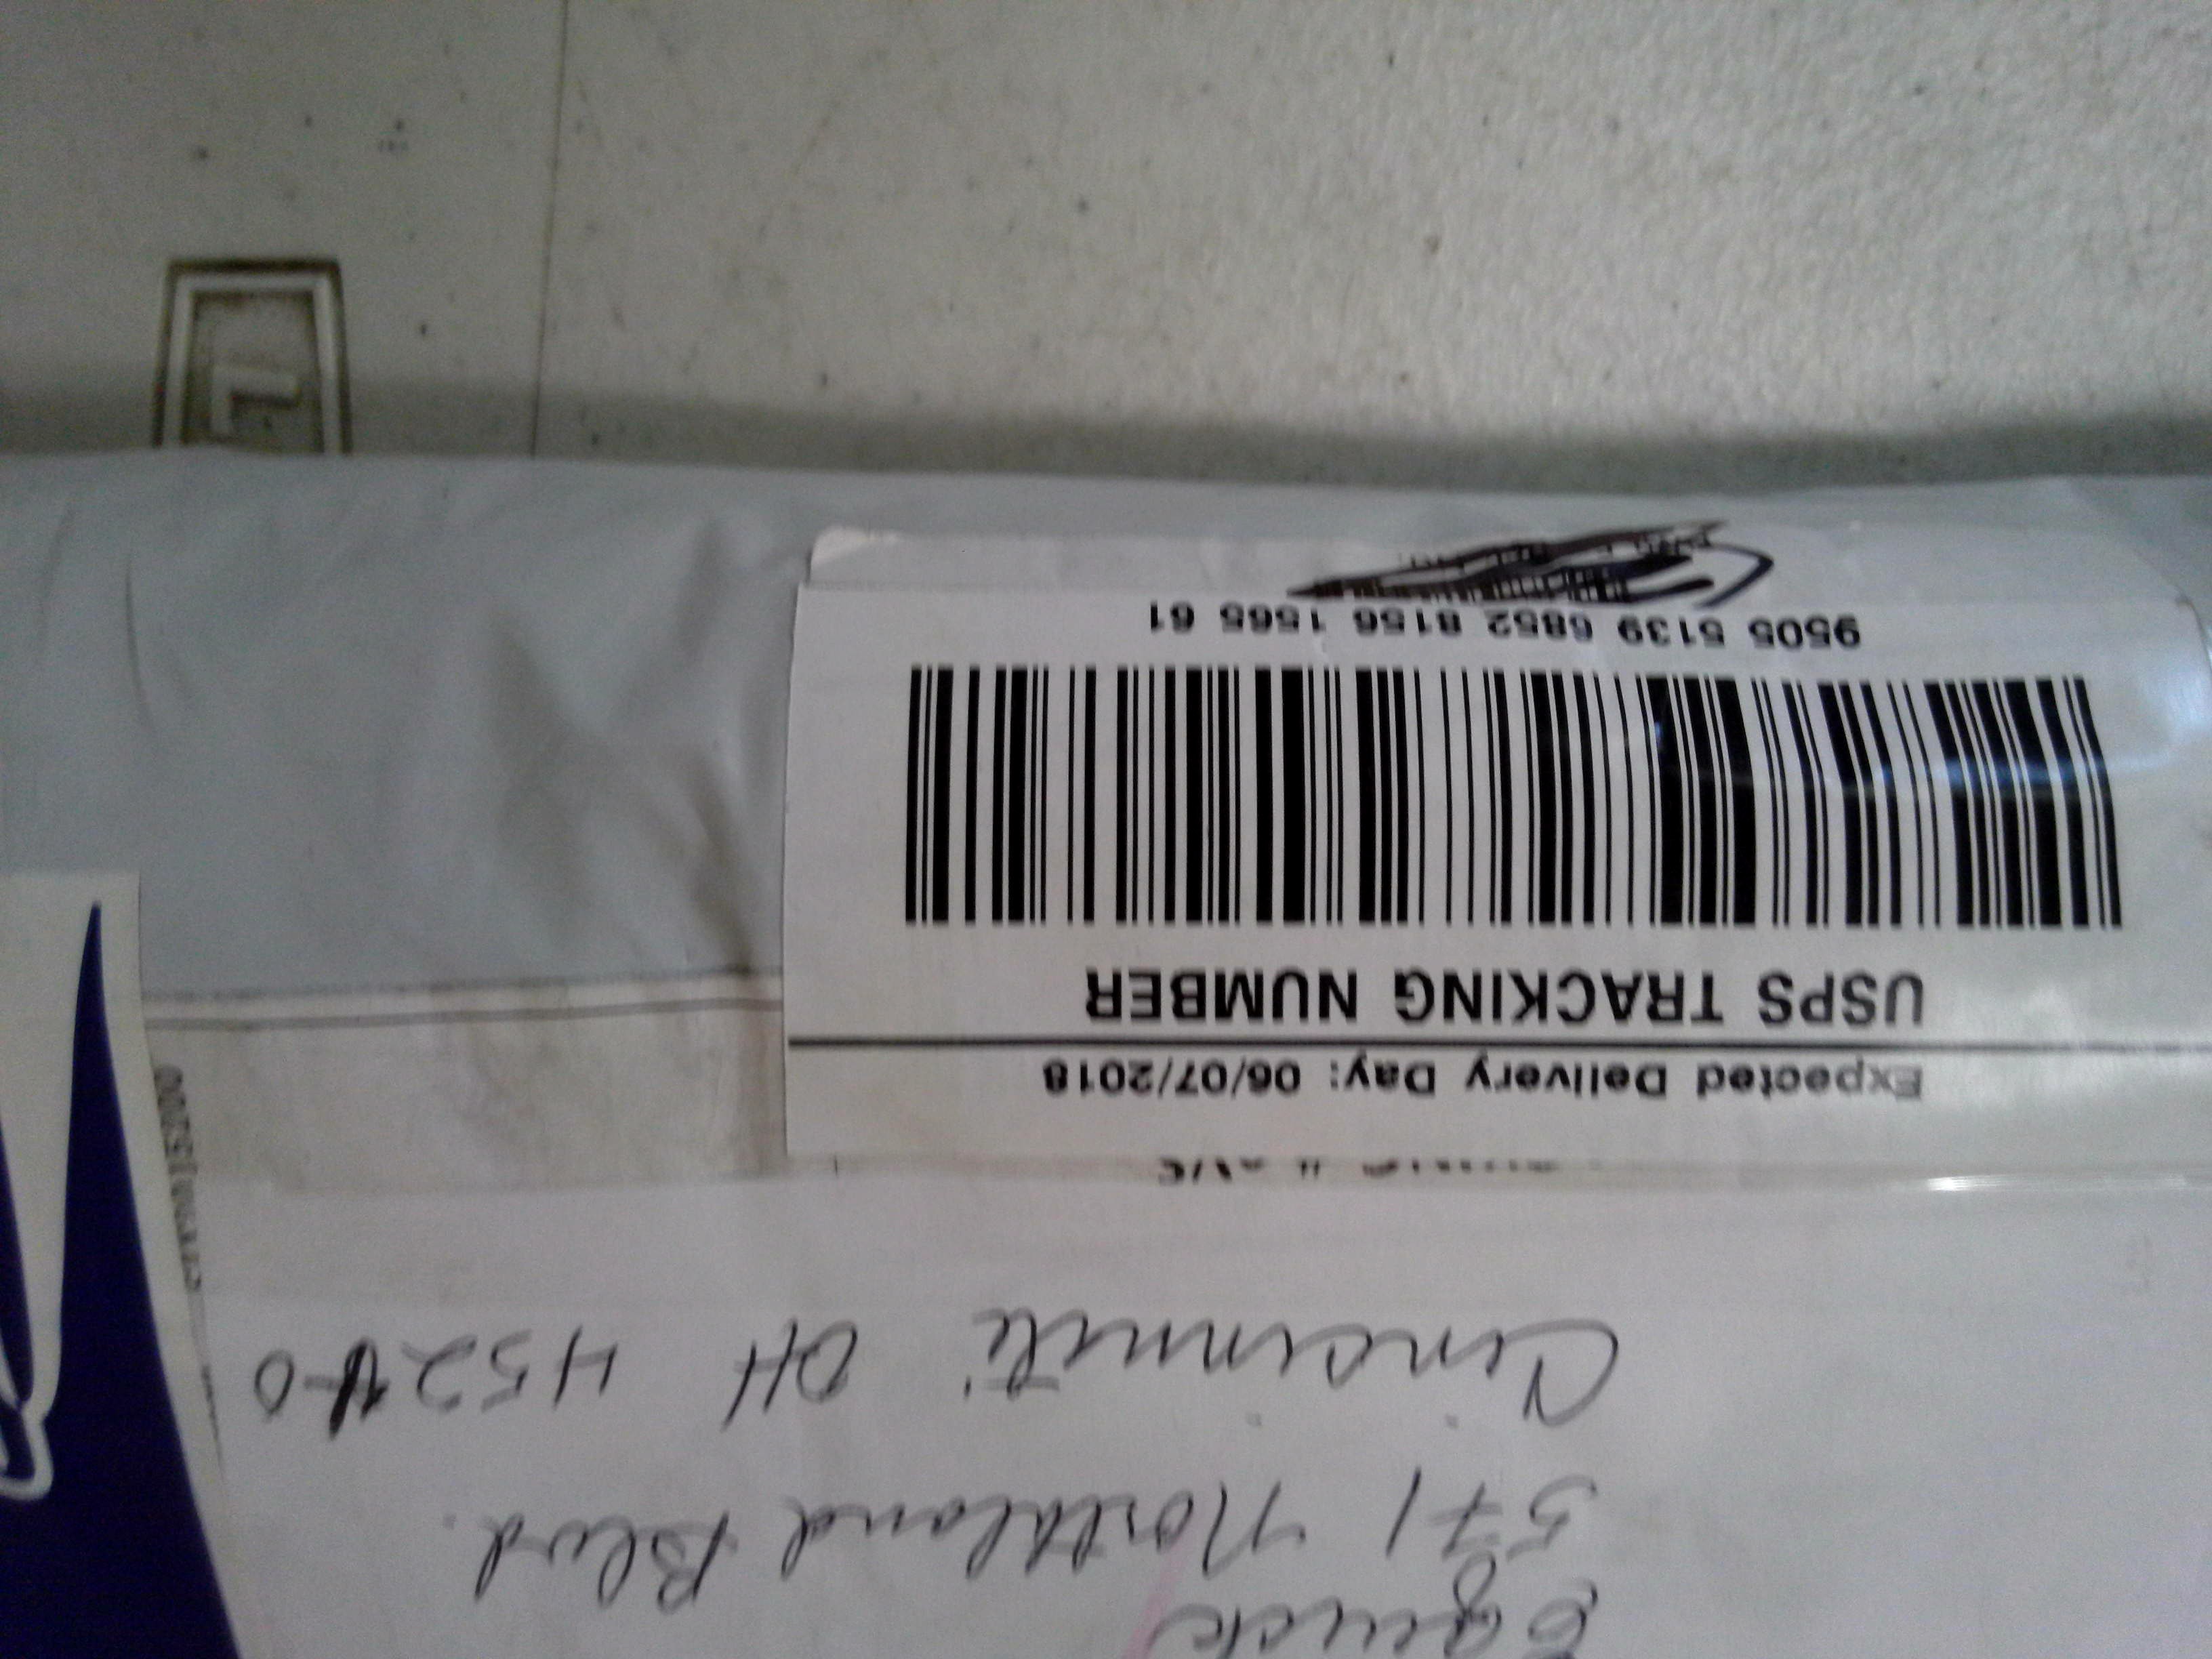 571 Northland Blvd.
Cincinnati OH 45240
Expected Delivery Day: 06/07/2018
USPS TRACKING NUMBER
9505 5139 6852 8156 1565 61